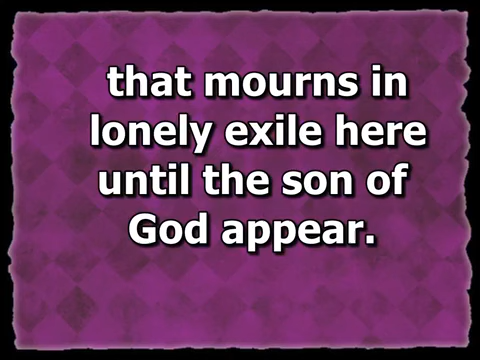 that mourns in
lonely exile here
until the son of
God appear.